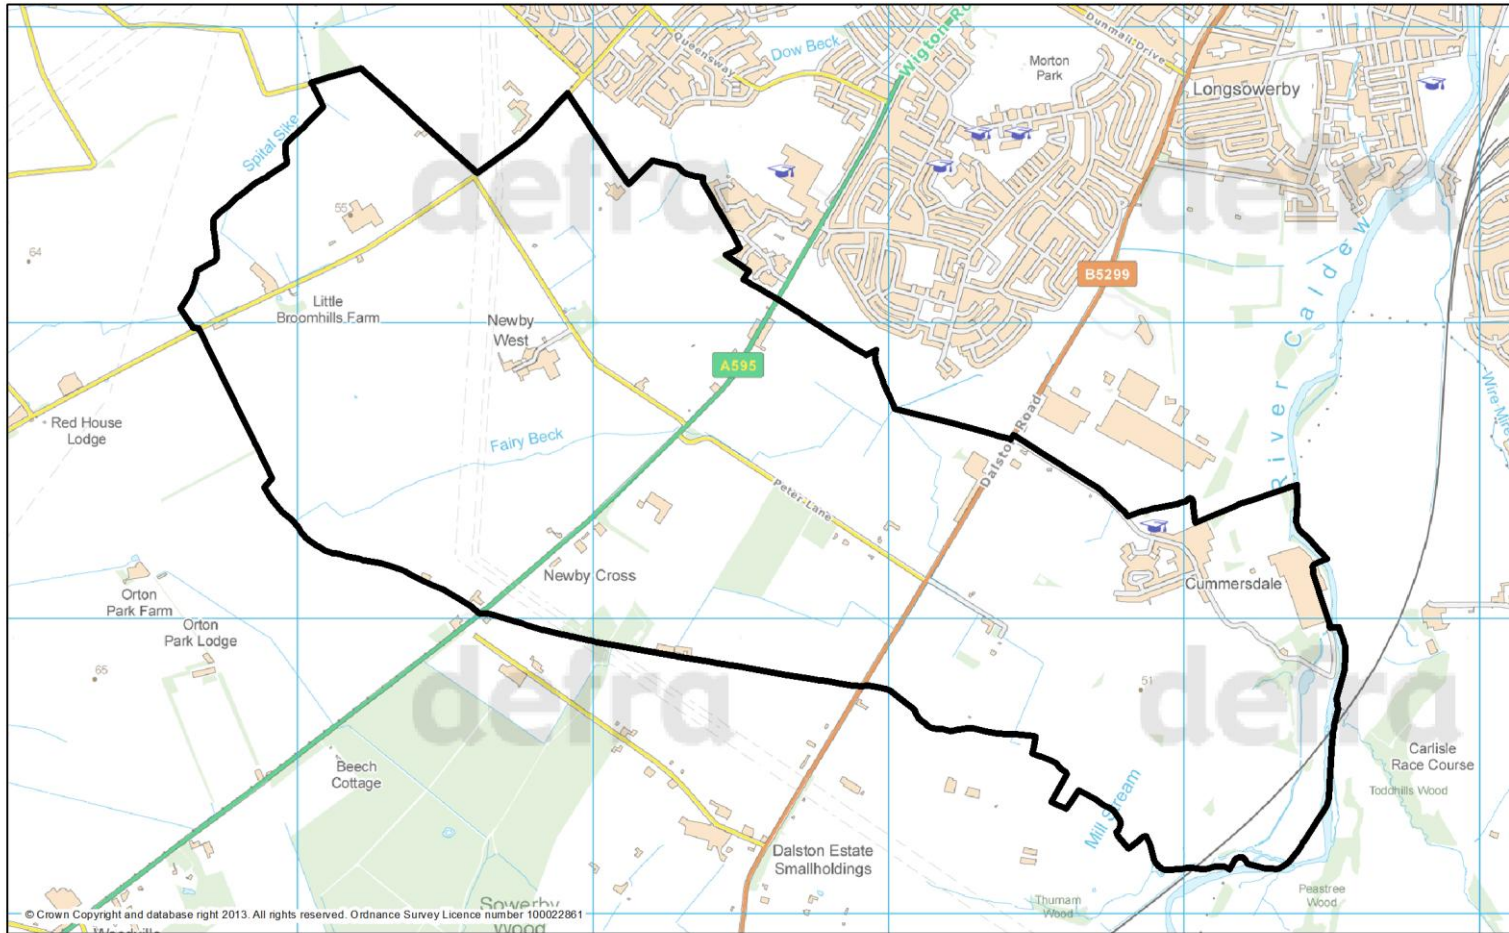 Queensway
Dow Beck
Wigton Ro
Dunmail Drive
Morton
Park
Longsowerby
Spital Sike
defra
defra
55
64
B5299
River Caldew
Little
Broomhills Farm
Newby
West
A595
Red House
Lodge
Fairy Beck
Dalston Road
Wire Mire
Peter Lane
Newby Cross
Cummersdale
Orton
Park Farm
Orton
Park Lodge
65
defra
defra
51
Beech
Cottage
Carlisle
Race Course
Toddhills Wood
Mill Stream
Dalston Estate
Smallholdings
Thurnam
Wood
Peastree
Wood
Sowerby
Wood
© Crown Copyright and database right 2013. All rights reserved. Ordnance Survey Licence number 100022861